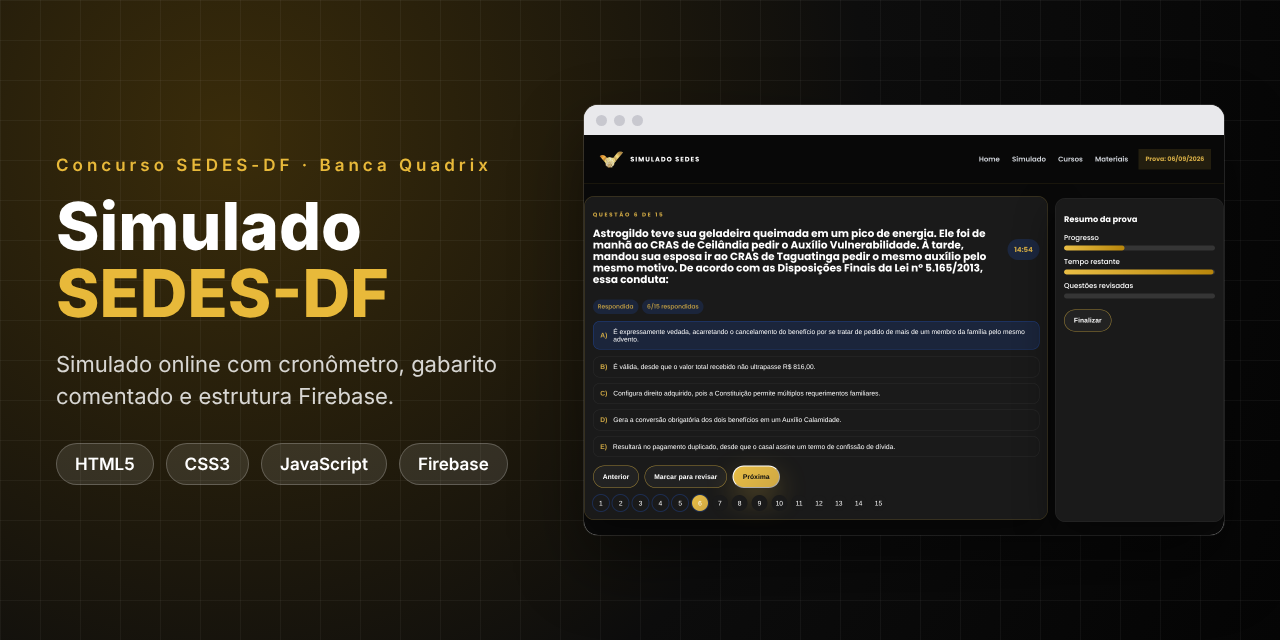 Concurso SEDES-DF · Banca Quadrix
Simulado
SEDES-DF
Simulado online com cronômetro, gabarito
comentado e estrutura Firebase.
HTML5 CSS3 JavaScript Firebase
SIMULADO SEDES
Home Simulado Cursos Materiais Prova: 06/09/2026
QUESTÃO 6 DE 15
Astrogildo teve sua geladeira queimada em um pico de energia. Ele foi de
manhã ao CRAS de Ceilândia pedir o Auxílio Vulnerabilidade. À tarde,
mandou sua esposa ir ao CRAS de Taguatinga pedir o mesmo auxílio pelo
mesmo motivo. De acordo com as Disposições Finais da Lei nº 5.165/2013,
essa conduta:
14:54
Respondida 6/15 respondidas
A) É expressamente vedada, acarretando o cancelamento do benefício por se tratar de pedido de mais de um membro da família pelo mesmo
advento.
B) É válida, desde que o valor total recebido não ultrapasse R$ 816,00.
C) Configura direito adquirido, pois a Constituição permite múltiplos requerimentos familiares.
D) Gera a conversão obrigatória dos dois benefícios em um Auxílio Calamidade.
E) Resultará no pagamento duplicado, desde que o casal assine um termo de confissão de dívida.
Anterior Marcar para revisar Próxima
1 2 3 4 5 6 7 8 9 10 11 12 13 14 15
Resumo da prova
Progresso
Tempo restante
Questões revisadas
Finalizar